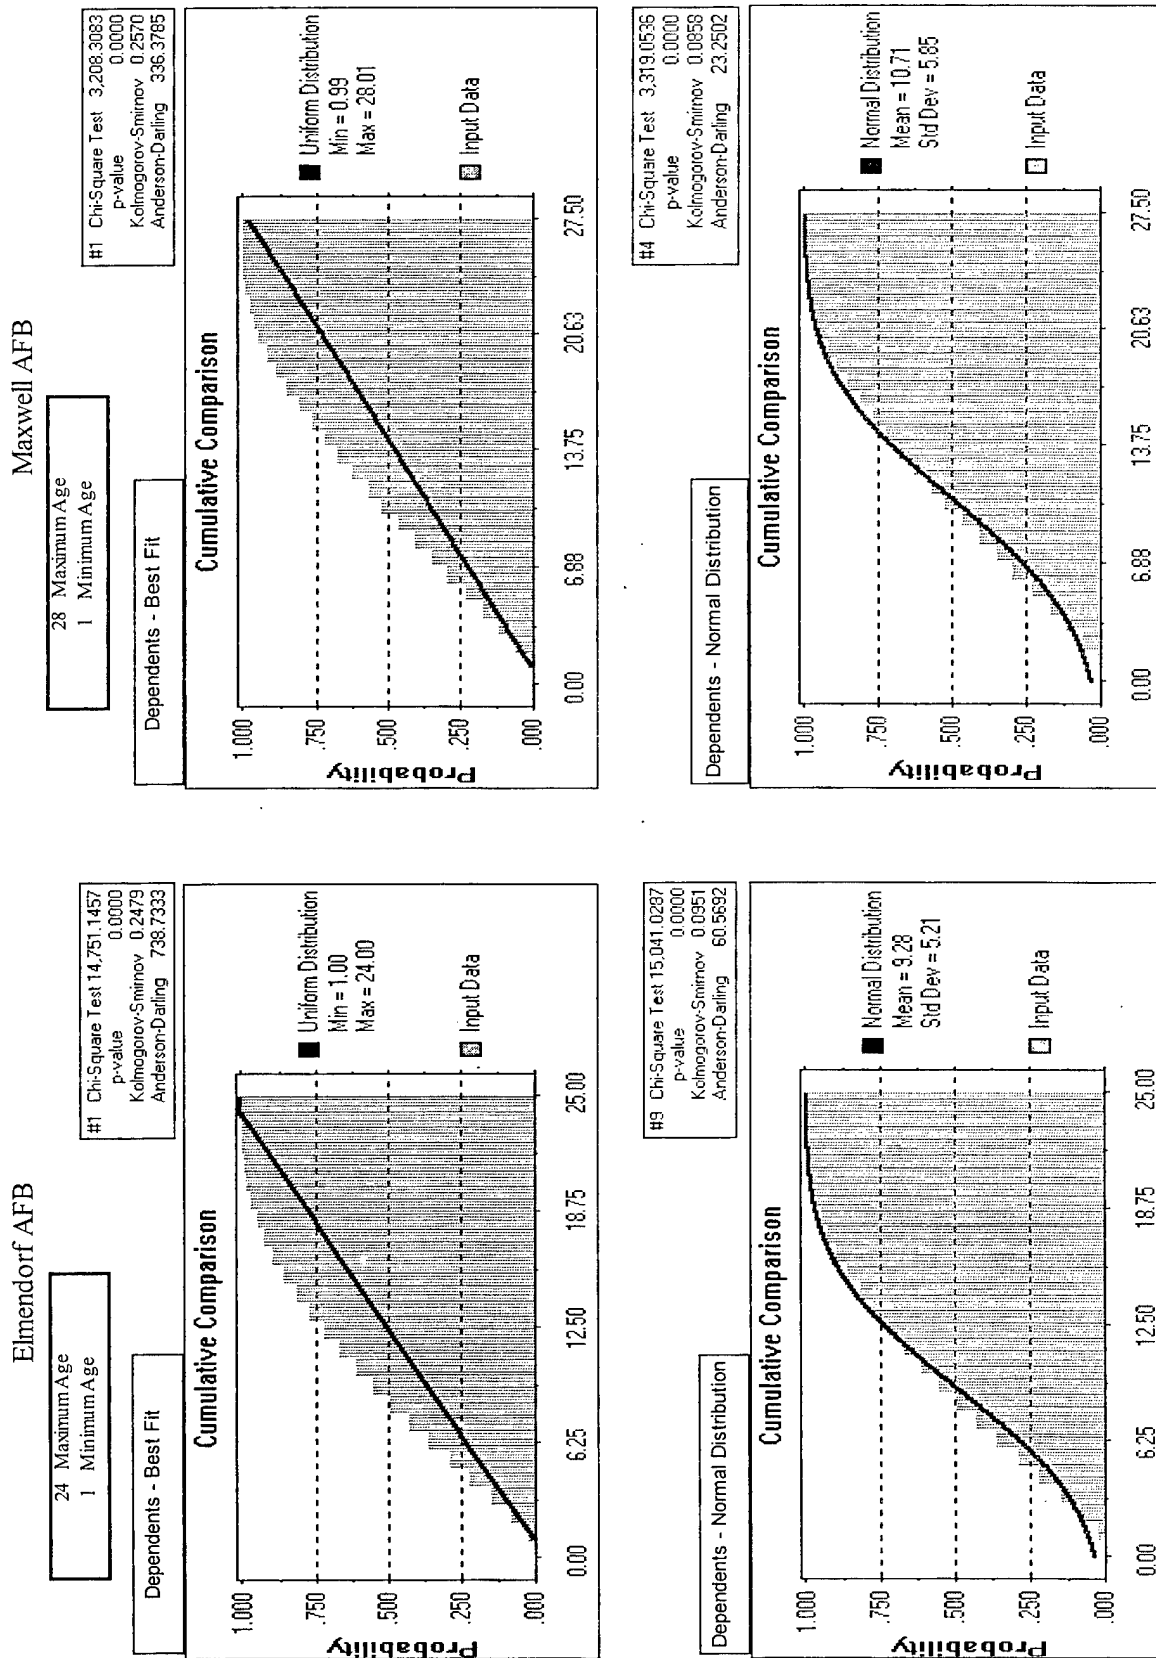 Elmendorf AFB
24 Maximum Age
1 Minimum Age
Dependents - Best Fit
#1 Chi-Square Test 14,751.1457
p-value 0.0000
Kolmogorov-Smirnov 0.2479
Anderson-Darling 738.7333
Cumulative Comparison
Probability
1.000
.750
.500
.250
.000
0.00 6.25 12.50 18.75 25.00
Uniform Distribution
Min = 1.00
Max = 24.00
Input Data
Dependents - Normal Distribution
#9 Chi-Square Test 15,041.0287
p-value 0.0000
Kolmogorov-Smirnov 0.0951
Anderson-Darling 60.5692
Cumulative Comparison
Probability
1.000
.750
.500
.250
.000
0.00 6.25 12.50 18.75 25.00
Normal Distribution
Mean = 9.28
Std Dev = 5.21
Input Data
Maxwell AFB
28 Maximum Age
1 Minimum Age
Dependents - Best Fit
#1 Chi-Square Test 3,208.3083
p-value 0.0000
Kolmogorov-Smirnov 0.2570
Anderson-Darling 336.3785
Cumulative Comparison
Probability
1.000
.750
.500
.250
.000
0.00 6.88 13.75 20.63 27.50
Uniform Distribution
Min = 0.99
Max = 28.01
Input Data
Dependents - Normal Distribution
#4 Chi-Square Test 3,319.0536
p-value 0.0000
Kolmogorov-Smirnov 0.0858
Anderson-Darling 23.2502
Cumulative Comparison
Probability
1.000
.750
.500
.250
.000
0.00 6.88 13.75 20.63 27.50
Normal Distribution
Mean = 10.71
Std Dev = 5.85
Input Data